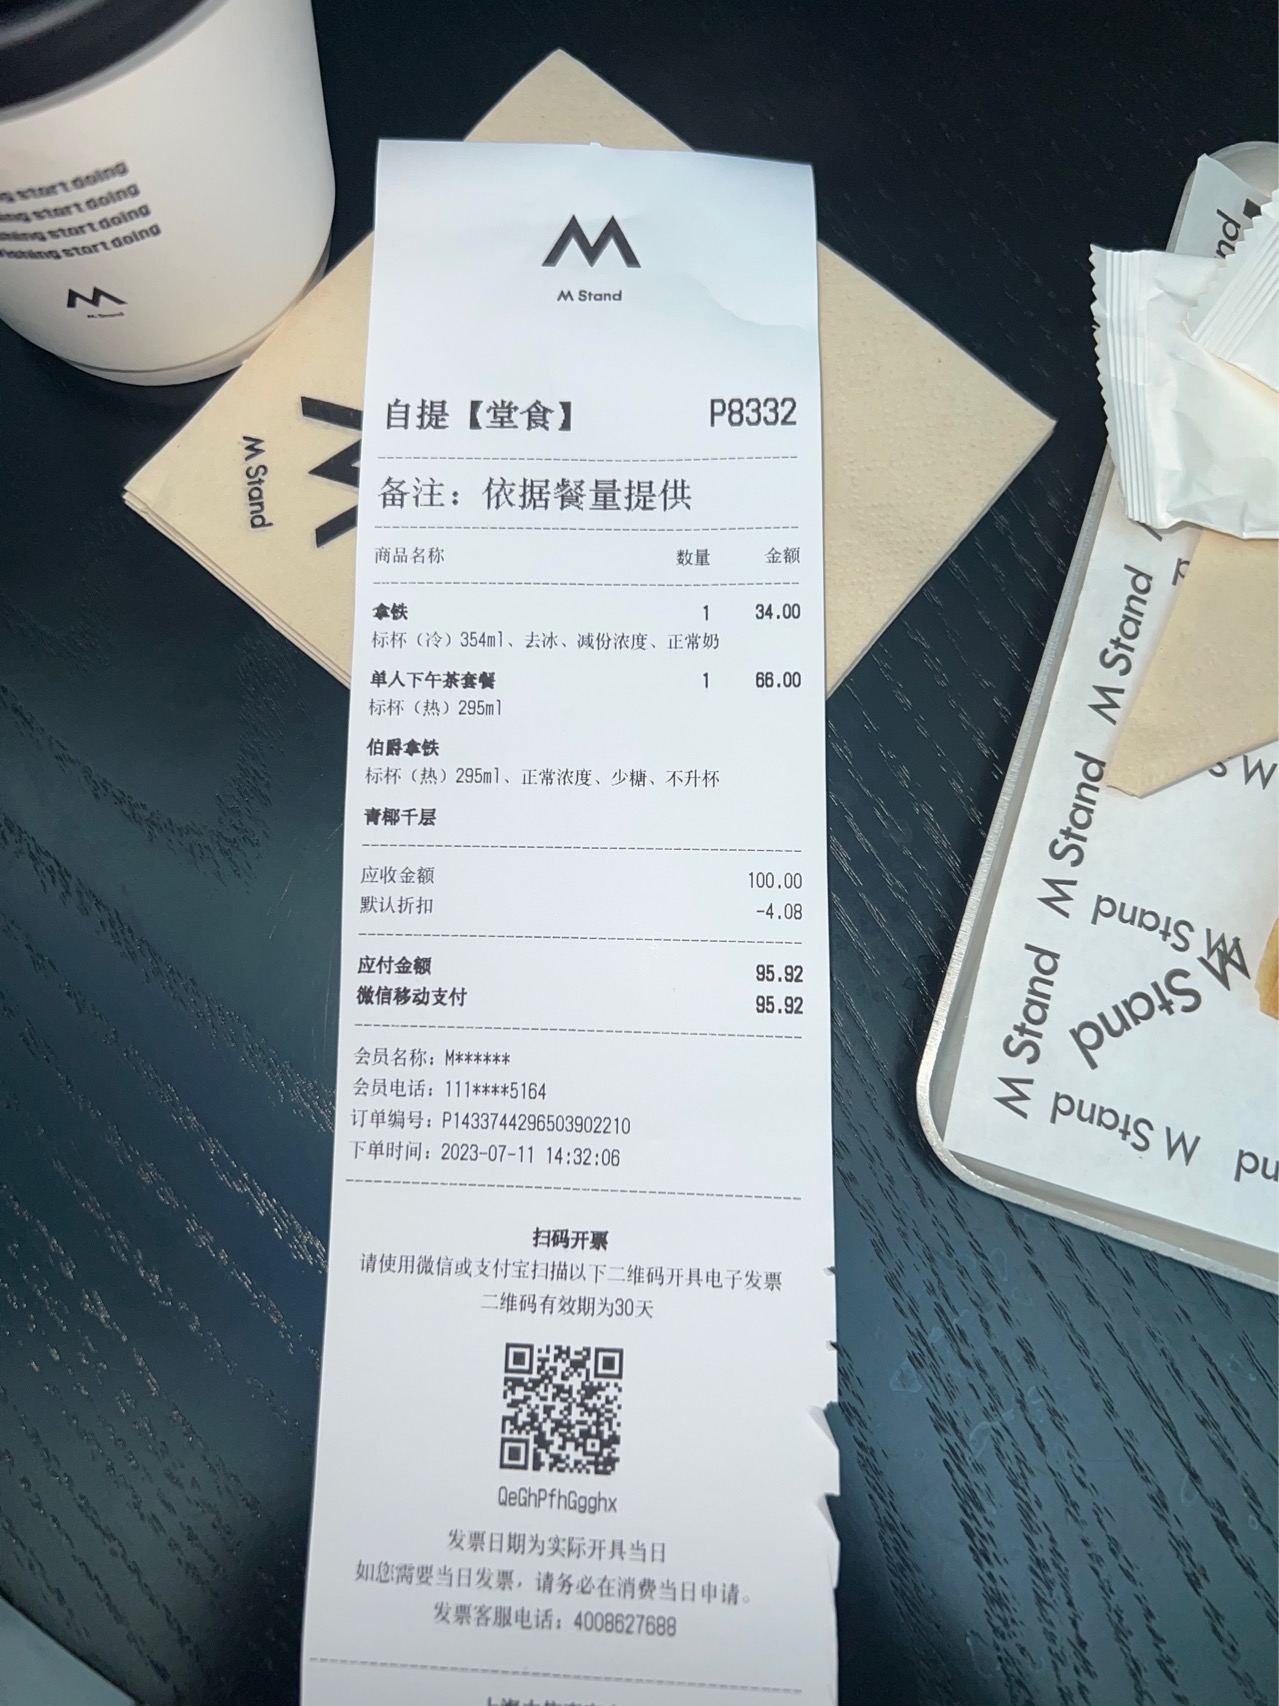 start doing
start doing
start doing
start doing
M Stand
M Stand
M Stand
自提【堂食】 P8332
备注：依据餐量提供
商品名称 数量 金额
拿铁 1 34.00
标杯（冷）354ml、去冰、减份浓度、正常奶
单人下午茶套餐 1 66.00
标杯（热）295ml
伯爵拿铁
标杯（热）295ml、正常浓度、少糖、不升杯
青椰千层
应收金额 100.00
默认折扣 -4.08
应付金额 95.92
微信移动支付 95.92
会员名称：M******
会员电话：111****5164
订单编号：P1433744296503902210
下单时间：2023-07-11 14:32:06
扫码开票
请使用微信或支付宝扫描以下二维码开具电子发票
二维码有效期为30天
QeGhPfhGgghx
发票日期为实际开具当日
如您需要当日发票，请务必在消费当日申请。
发票客服电话：4008627688
M Stand
M Stand
M Stand
M Stand
M Stand
M Stand